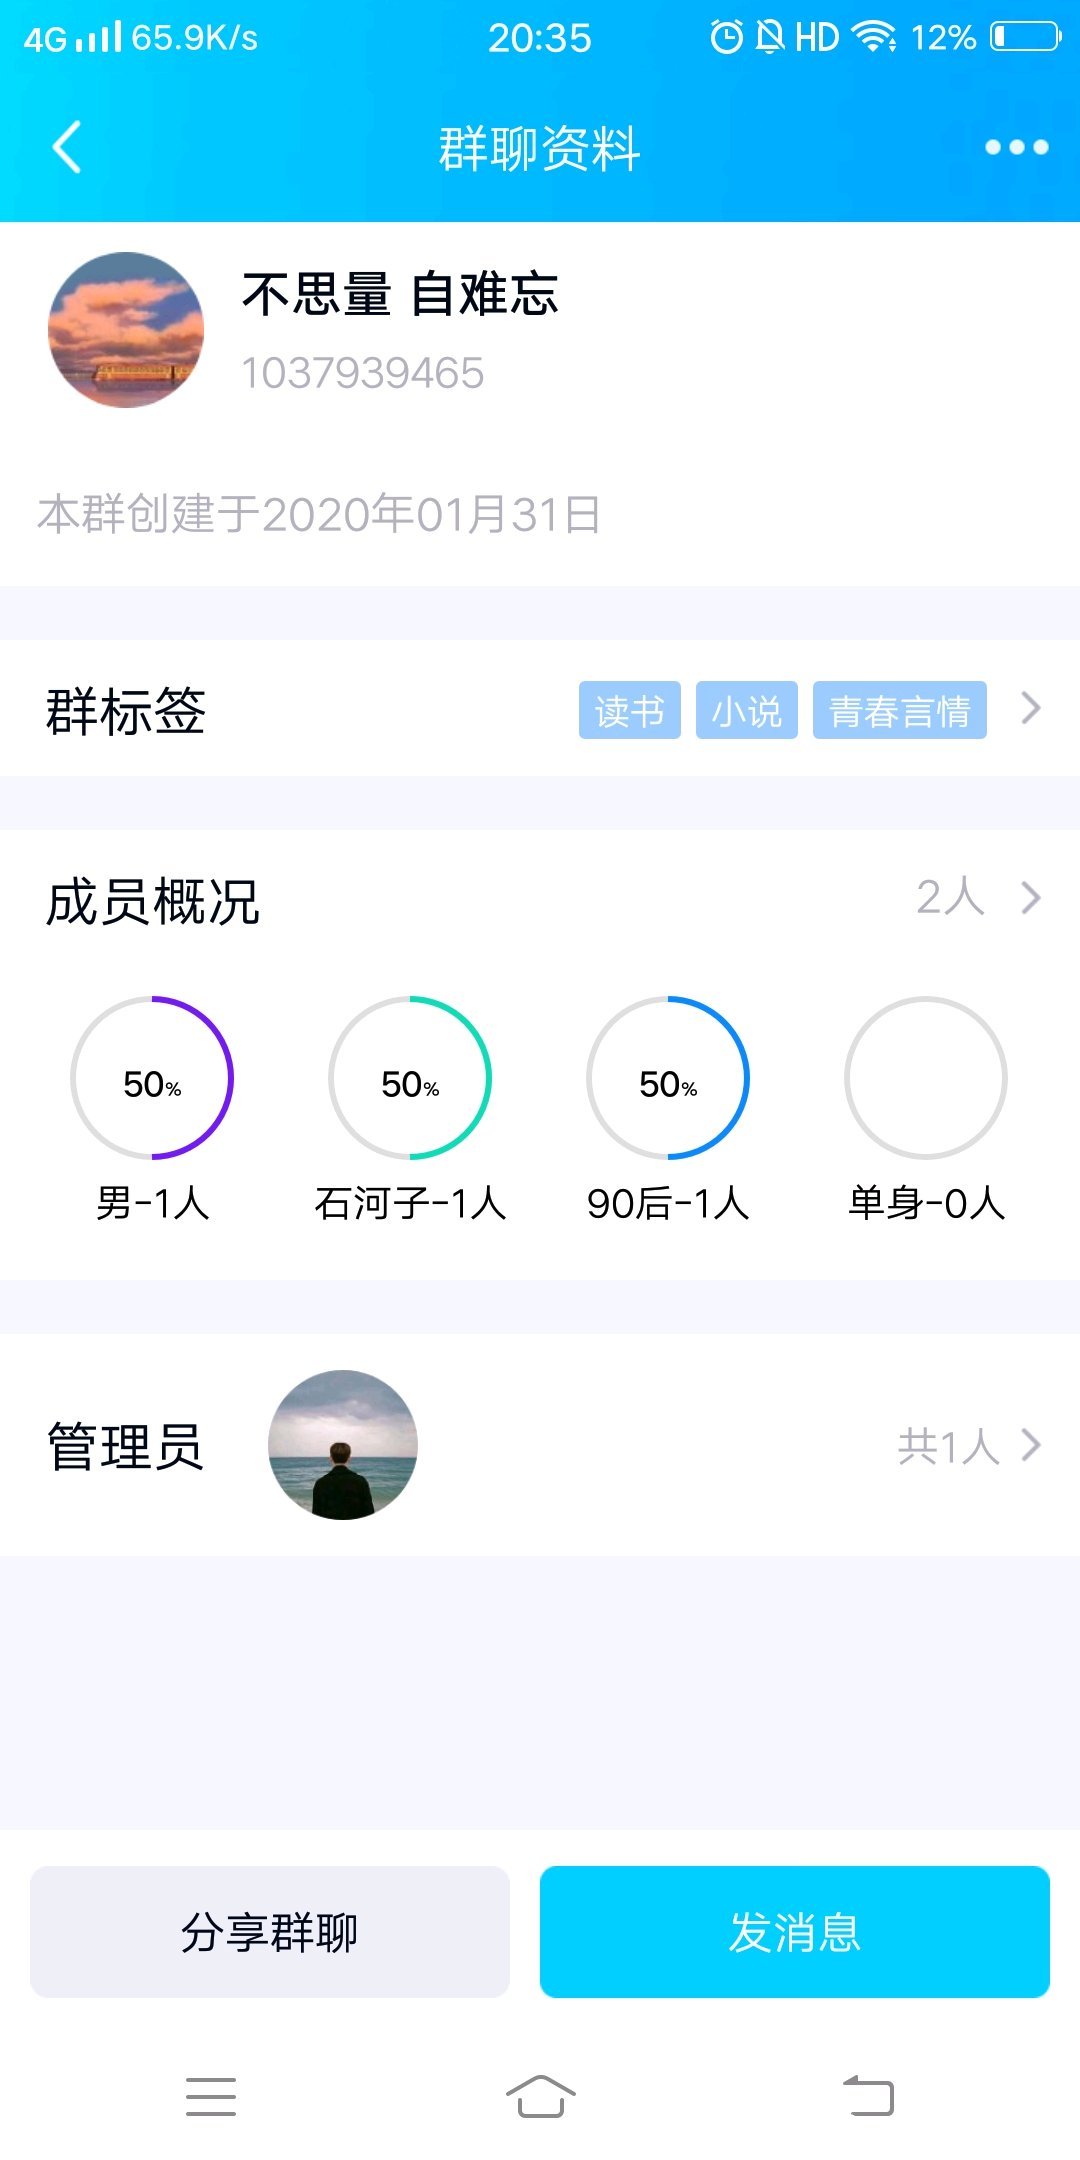 4G 65.9K/s 20:35 HD 12%
群聊资料
不思量 自难忘
1037939465
本群创建于2020年01月31日
群标签 读书 小说 青春言情
成员概况 2人
50% 50% 50%
男-1人 石河子-1人 90后-1人 单身-0人
管理员 共1人
分享群聊 发消息